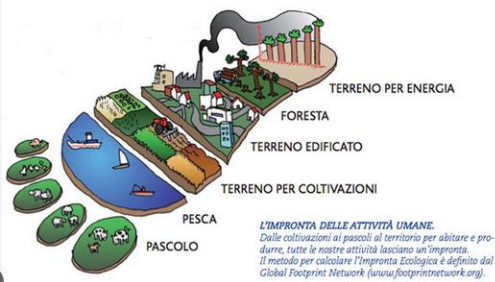 TERRENO PER ENERGIA
FORESTA
TERRENO EDIFICATO
TERRENO PER COLTIVAZIONI
PESCA
PASCOLO
L'IMPRONTA DELLE ATTIVITÀ UMANE.
Dalle coltivazioni ai pascoli al territorio per abitare e pro-
durre, tutte le nostre attività lasciano un'impronta.
Il metodo per calcolare l'Impronta Ecologica è definito dal
Global Footprint Network (www.footprintnetwork.org).